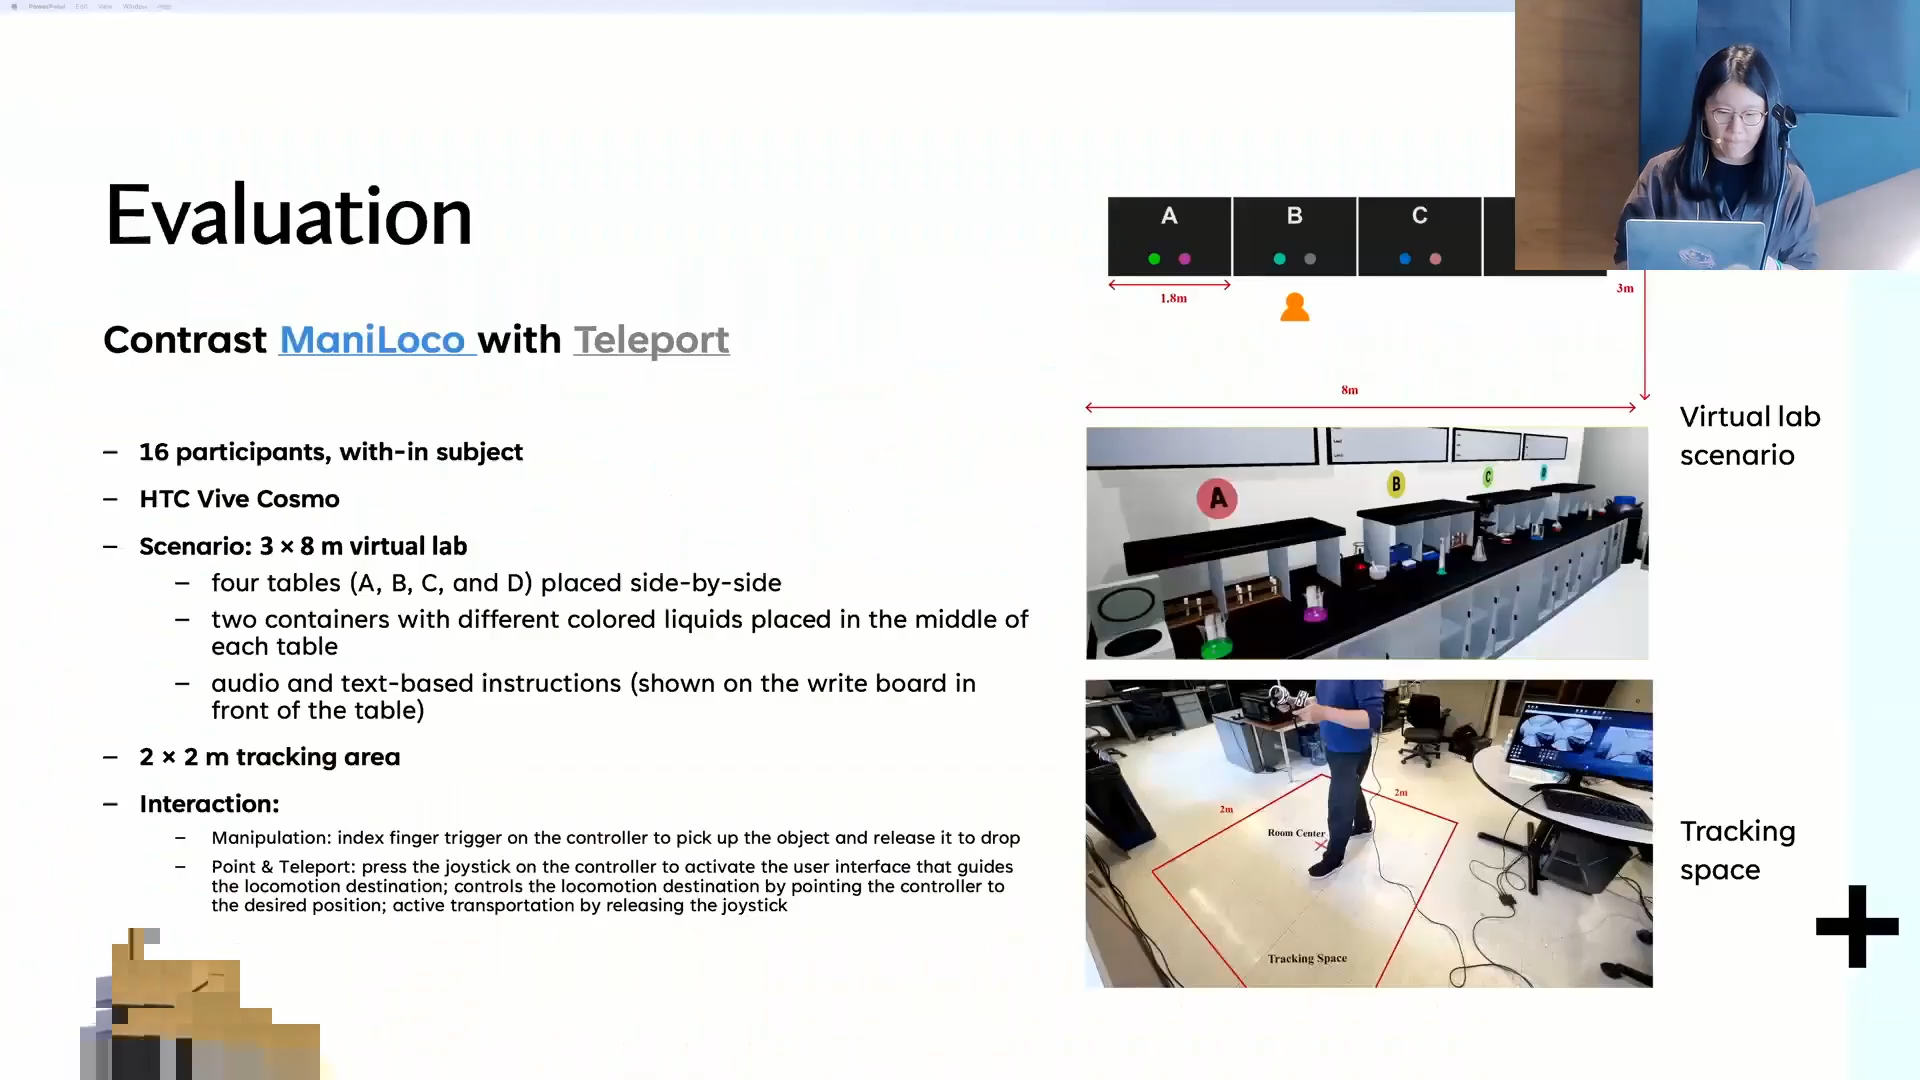 PowerPoint Edit View Window Help
Evaluation
Contrast ManiLoco with Teleport
– 16 participants, with-in subject
– HTC Vive Cosmo
– Scenario: 3 × 8 m virtual lab
– four tables (A, B, C, and D) placed side-by-side
– two containers with different colored liquids placed in the middle of
each table
– audio and text-based instructions (shown on the write board in
front of the table)
– 2 × 2 m tracking area
– Interaction:
– Manipulation: index finger trigger on the controller to pick up the object and release it to drop
– Point & Teleport: press the joystick on the controller to activate the user interface that guides
the locomotion destination; controls the locomotion destination by pointing the controller to
the desired position; active transportation by releasing the joystick
A B C
1.8m
3m
8m
Virtual lab
scenario
A B C D
2m
2m
Room Center
Tracking Space
Tracking
space